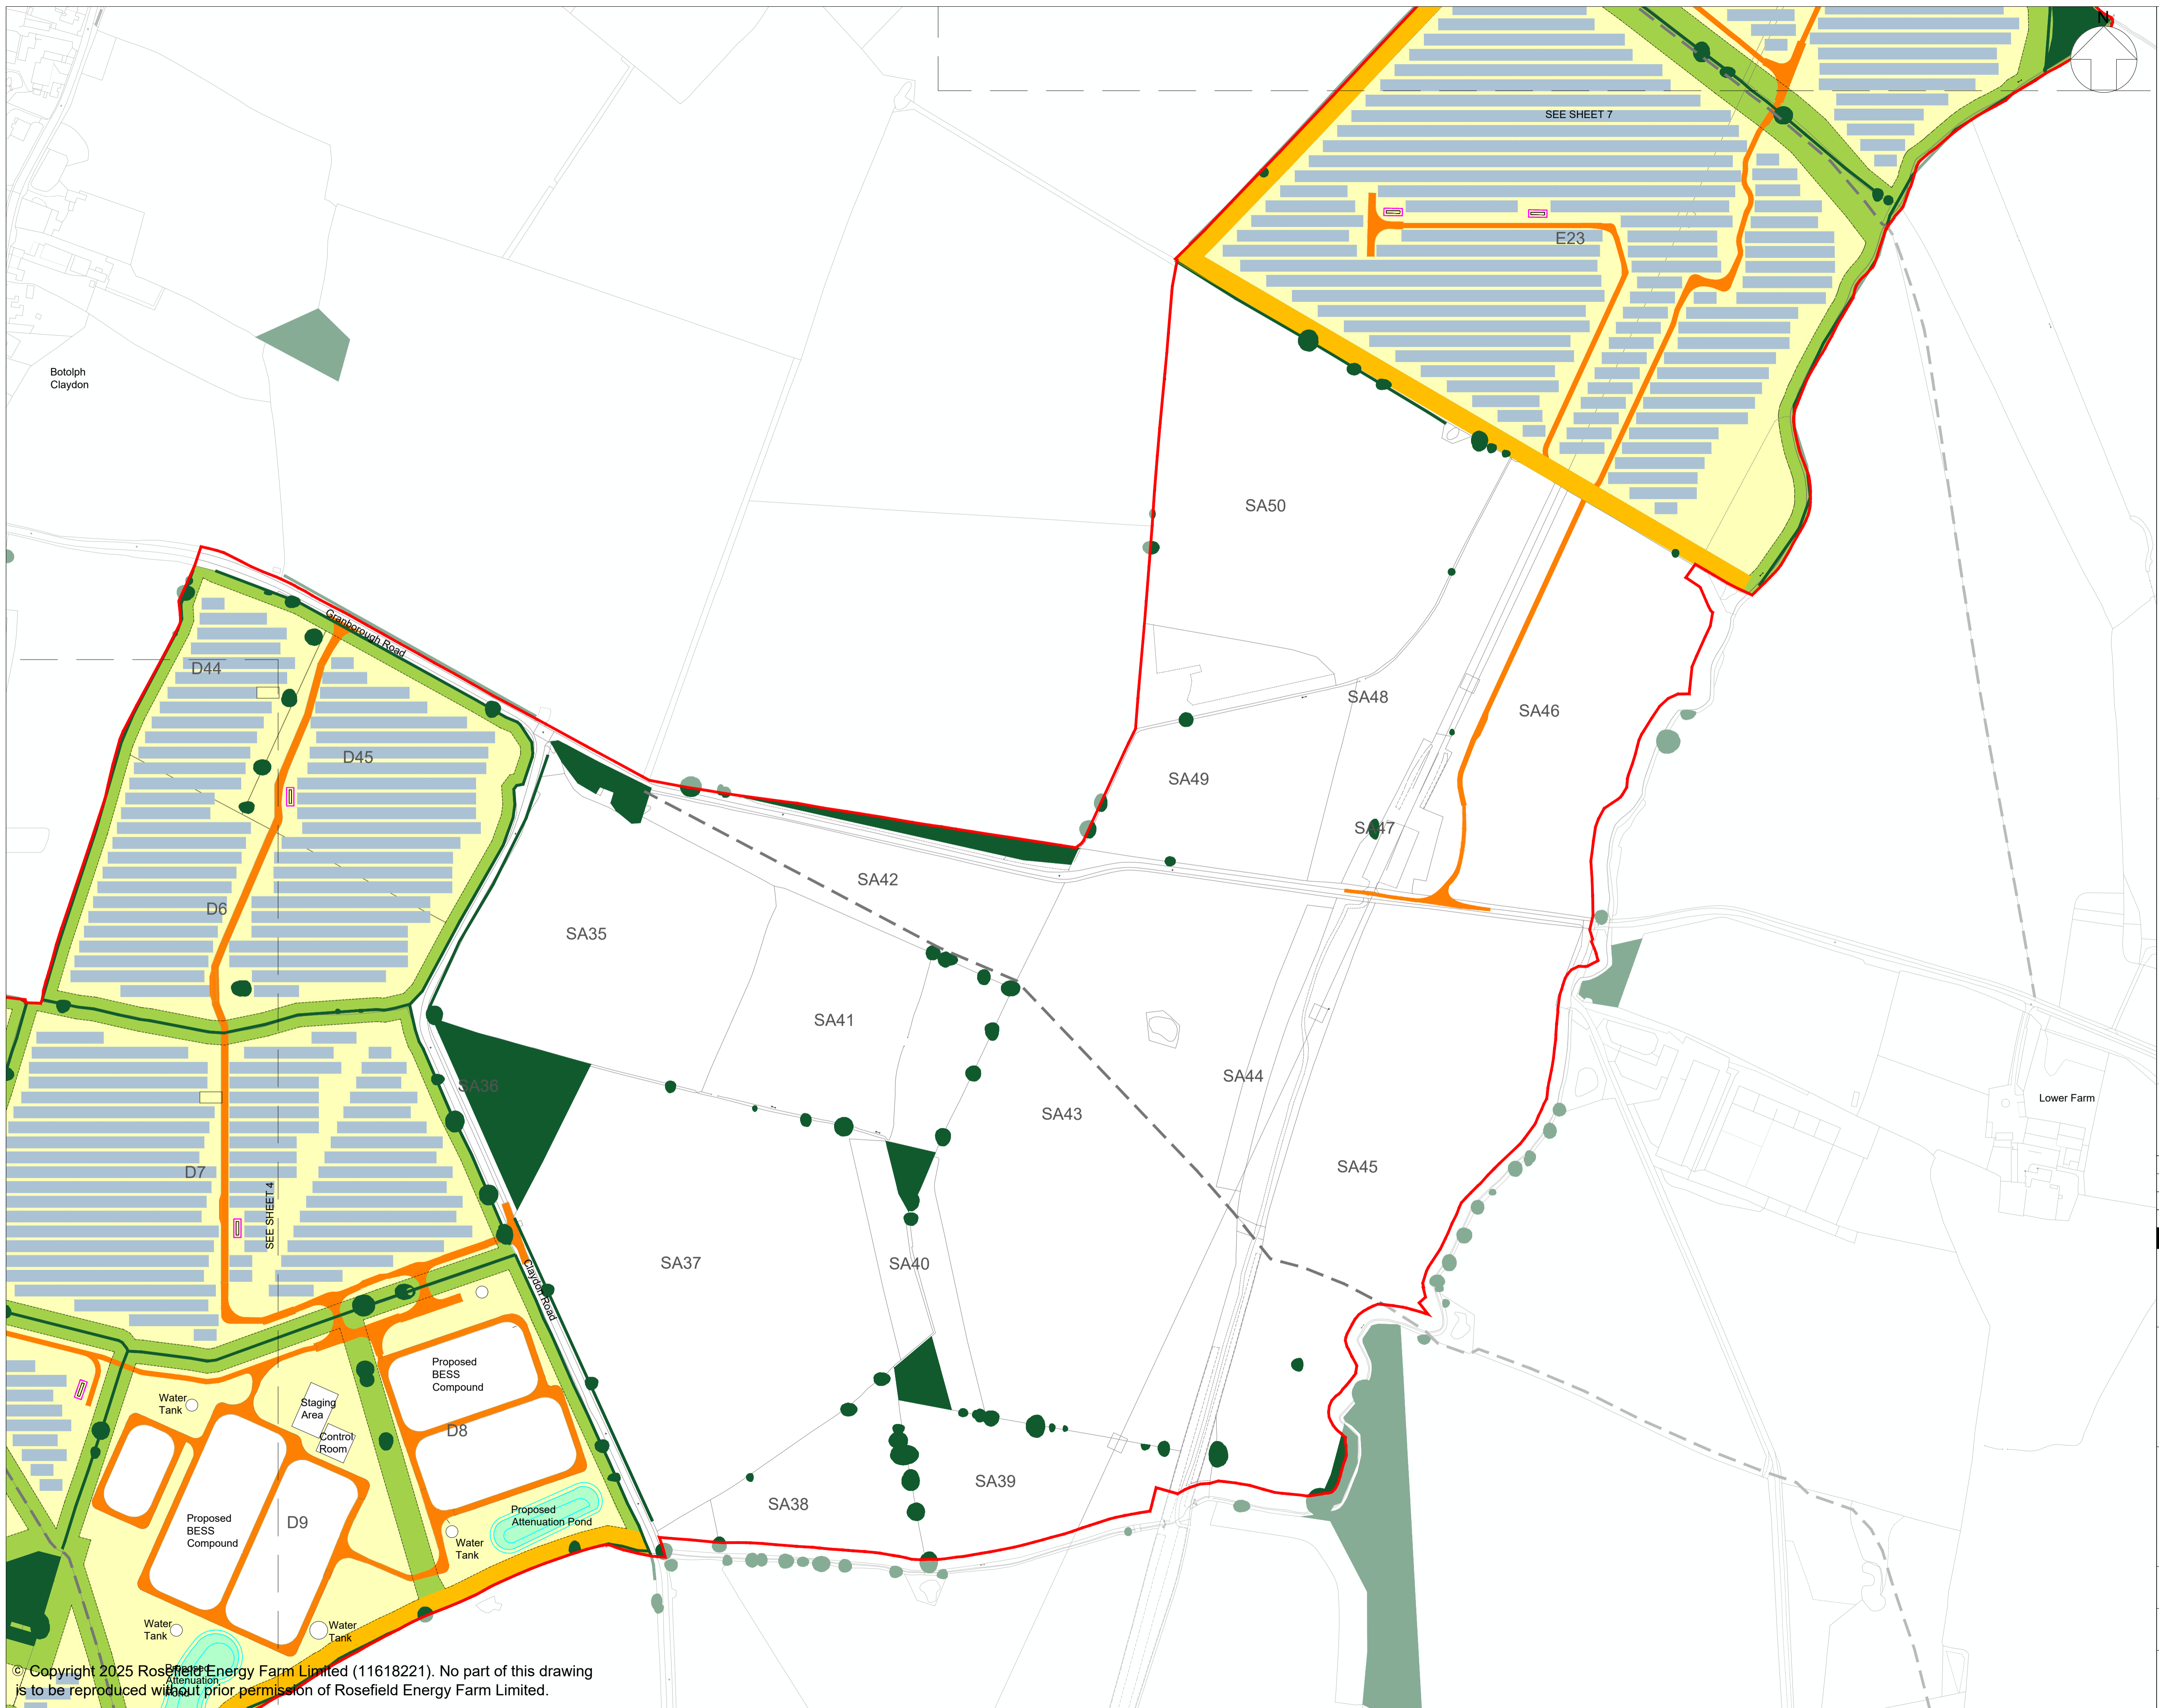 N
SEE SHEET 7
E23
Botolph
Claydon
SA50
Granborough Road
D44
SA48
SA46
D45
SA49
SA47
SA42
D6
SA35
SA41
SA44
SA36
SA43
Lower Farm
SA45
D7
SEE SHEET 4
SA37
SA40
Claydon Road
Proposed
BESS
Compound
Water
Tank
Staging
Area
D8
Control
Room
SA39
SA38
Proposed
Attenuation Pond
Proposed
BESS
Compound
D9
Water
Tank
Water
Tank
Water
Tank
Proposed
Attenuation
Pond
© Copyright 2025 Rosefield Energy Farm Limited (11618221). No part of this drawing
is to be reproduced without prior permission of Rosefield Energy Farm Limited.